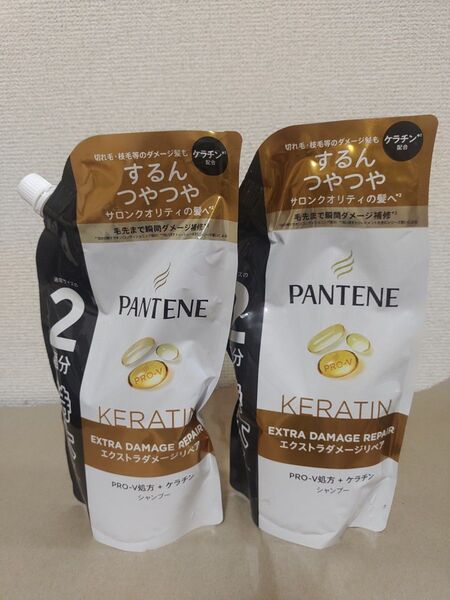 切れ毛・枝毛等のダメージ髪も
ケラチン*¹
配合
するん
つやつや
サロンクオリティの髪へ*²
毛先まで瞬間ダメージ補修*³
PANTENE
PRO-V
KERATIN
EXTRA DAMAGE REPAIR
エクストラダメージリペア
PRO-V処方 + ケラチン
シャンプー
2
分
切れ毛・枝毛等のダメージ髪も
ケラチン*¹
配合
するん
つやつや
サロンクオリティの髪へ*²
毛先まで瞬間ダメージ補修*³
PANTENE
PRO-V
KERATIN
EXTRA DAMAGE REPAIR
エクストラダメージリペア
PRO-V処方 + ケラチン
シャンプー
2
分